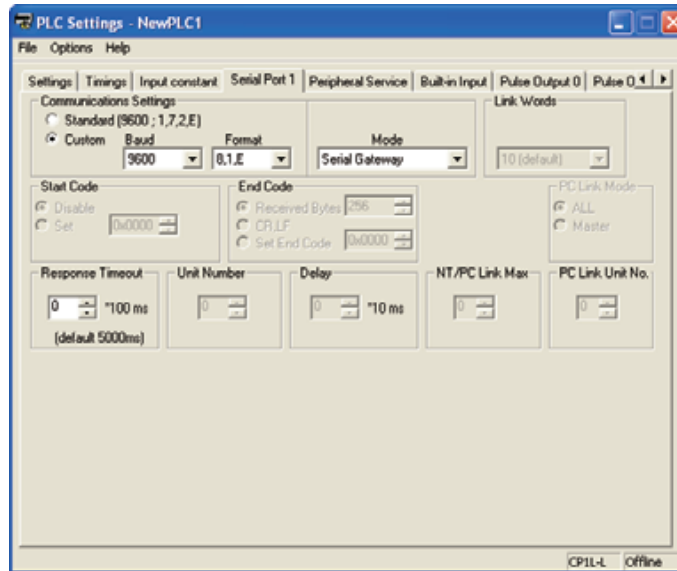 PLC Settings - NewPLC1
File Options Help
Settings Timings Input constant Serial Port 1 Peripheral Service Built-in Input Pulse Output 0 Pulse O
Communications Settings Link Words
Standard (9600 ; 1,7,2,E)
Custom Baud Format Mode
9600 8,1,E Serial Gateway 10 (default)
Start Code End Code PC Link Mode
Disable Received Bytes 256 ALL
Set 0x0000 CR,LF Master
Set End Code 0x0000
Response Timeout Unit Number Delay NT/PC Link Max PC Link Unit No.
0 *100 ms 0 0 *10 ms 0 0
(default 5000ms)
CP1L-L Offline